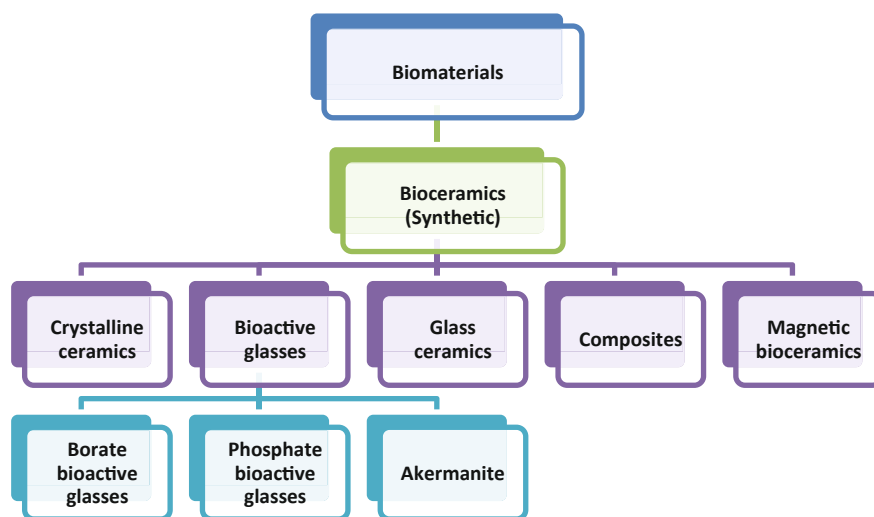 Biomaterials
Bioceramics
(Synthetic)
Crystalline
ceramics
Bioactive
glasses
Glass
ceramics
Composites
Magnetic
bioceramics
Borate
bioactive
glasses
Phosphate
bioactive
glasses
Akermanite